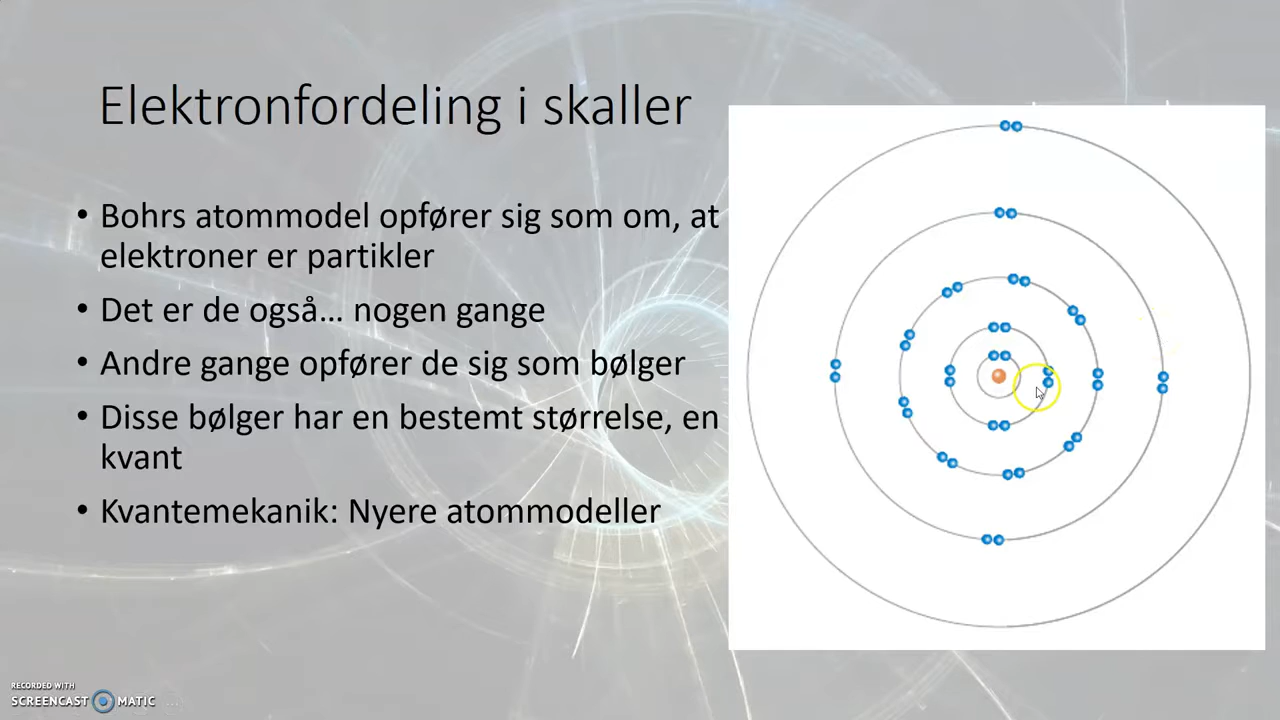 Elektronfordeling i skaller
• Bohrs atommodel opfører sig som om, at
elektroner er partikler
• Det er de også… nogen gange
• Andre gange opfører de sig som bølger
• Disse bølger har en bestemt størrelse, en
kvant
• Kvantemekanik: Nyere atommodeller
RECORDED WITH
SCREENCAST MATIC